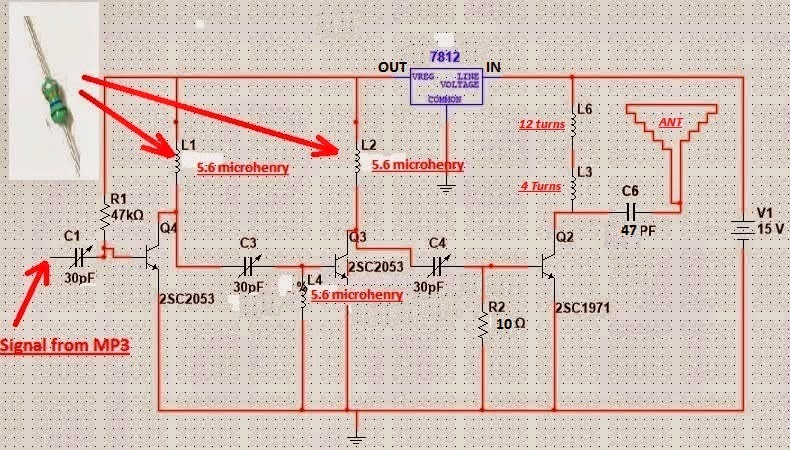 7812
OUT
IN
VREG LINE
VOLTAGE
COMMON
L1
5.6 microhenry
L2
5.6 microhenry
L6
12 turns
ANT
L3
4 Turns
C6
47 PF
V1
15 V
R1
47kΩ
C1
30pF
Q4
2SC2053
C3
30pF
Q3
2SC2053
% L4
5.6 microhenry
C4
30pF
Q2
2SC1971
R2
10 Ω
Signal from MP3